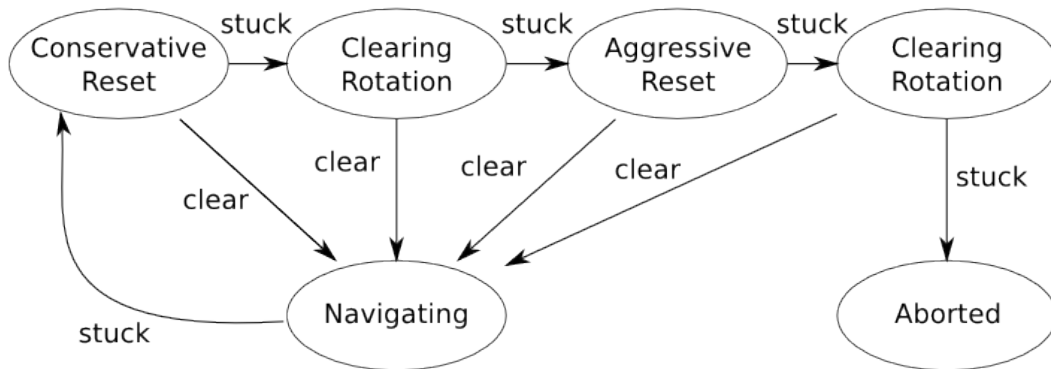 stuck
stuck
stuck
Conservative
Reset
Clearing
Rotation
Aggressive
Reset
Clearing
Rotation
clear
clear
clear
clear
stuck
Navigating
Aborted
stuck